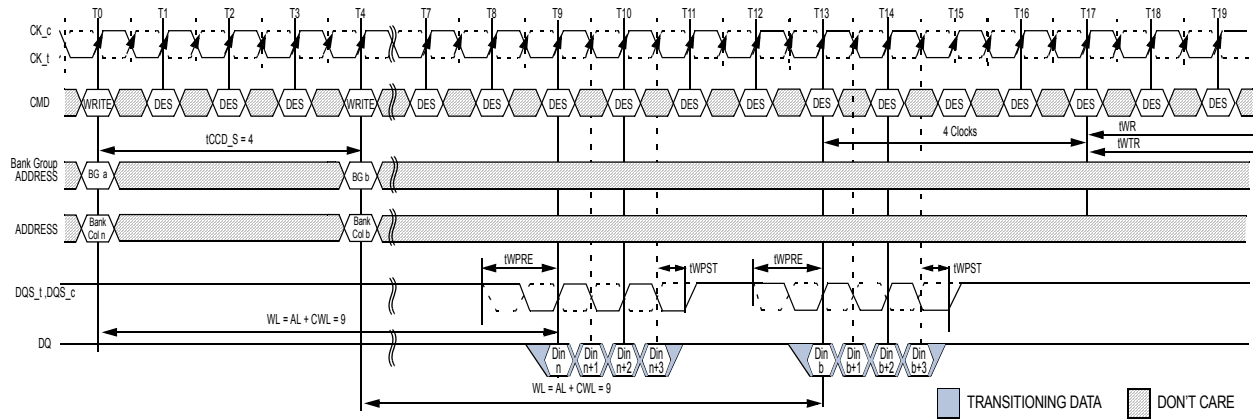 T0 T1 T2 T3 T4 T7 T8 T9 T10 T11 T12 T13 T14 T15 T16 T17 T18 T19
CK_c
CK_t
CMD WRITE DES DES DES WRITE DES DES DES DES DES DES DES DES DES DES DES DES DES
tCCD_S = 4 4 Clocks tWR
tWTR
Bank Group
ADDRESS BG a BG b
ADDRESS Bank
Col n Bank
Col b
tWPRE tWPST tWPRE tWPST
DQS_t ,DQS_c
WL = AL + CWL = 9
DQ Din
n Din
n+1 Din
n+2 Din
n+3 Din
b Din
b+1 Din
b+2 Din
b+3
WL = AL + CWL = 9
TRANSITIONING DATA DON'T CARE